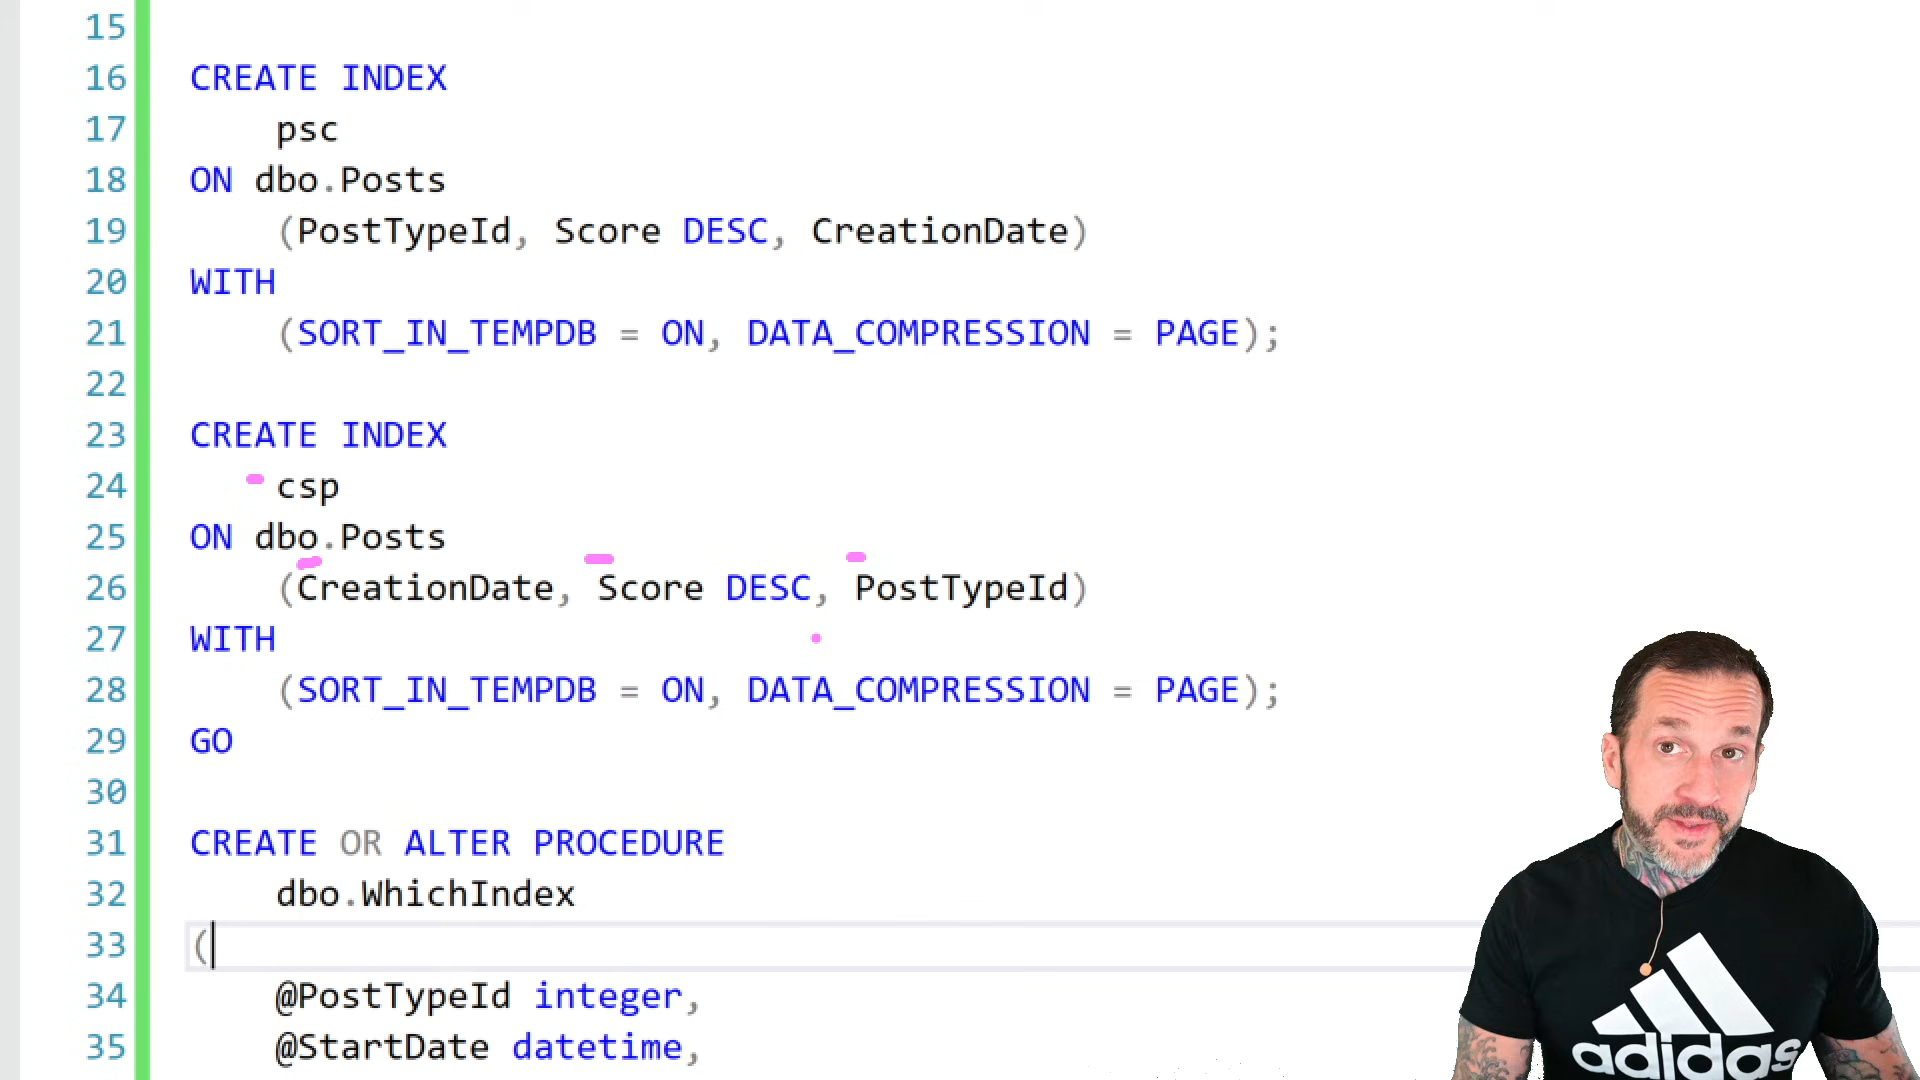 15
16 CREATE INDEX
17 psc
18 ON dbo.Posts
19 (PostTypeId, Score DESC, CreationDate)
20 WITH
21 (SORT_IN_TEMPDB = ON, DATA_COMPRESSION = PAGE);
22
23 CREATE INDEX
24 csp
25 ON dbo.Posts
26 (CreationDate, Score DESC, PostTypeId)
27 WITH
28 (SORT_IN_TEMPDB = ON, DATA_COMPRESSION = PAGE);
29 GO
30
31 CREATE OR ALTER PROCEDURE
32 dbo.WhichIndex
33 (
34 @PostTypeId integer,
35 @StartDate datetime,
adidas